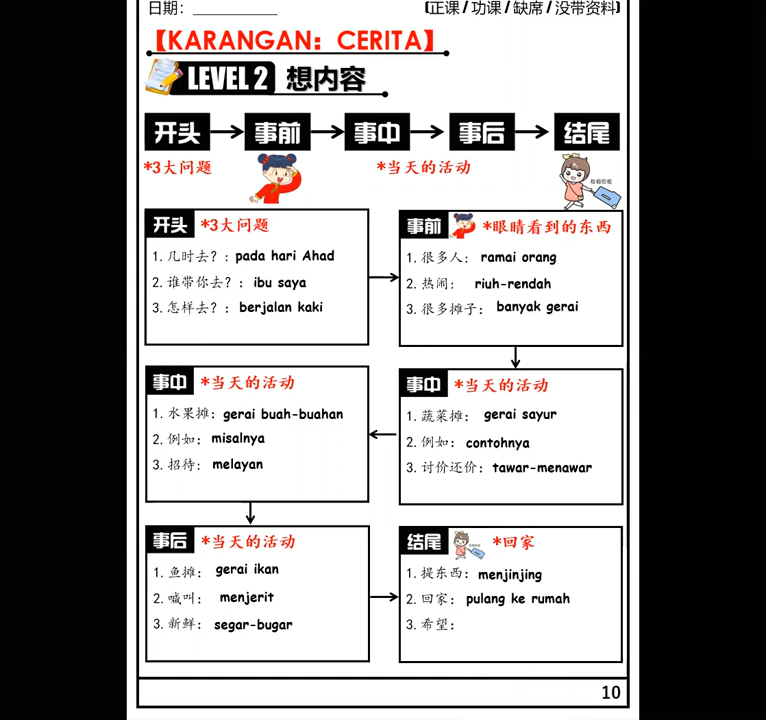 日期：____________
(正课 / 功课 / 缺席 / 没带资料)
【KARANGAN：CERITA】
LEVEL 2 想内容
开头 事前 事中 事后 结尾
*3大问题
*当天的活动
开头 *3大问题
1. 几时去？：pada hari Ahad
2. 谁带你去？：ibu saya
3. 怎样去？：berjalan kaki
事前 *眼睛看到的东西
1. 很多人： ramai orang
2. 热闹： riuh-rendah
3. 很多摊子： banyak gerai
事中 *当天的活动
1. 蔬菜摊： gerai sayur
2. 例如： contohnya
3. 讨价还价：tawar-menawar
事中 *当天的活动
1. 水果摊：gerai buah-buahan
2. 例如：misalnya
3. 招待：melayan
事后 *当天的活动
1. 鱼摊： gerai ikan
2. 喊叫： menjerit
3. 新鲜： segar-bugar
结尾 *回家
1. 提东西：menjinjing
2. 回家：pulang ke rumah
3. 希望：
10